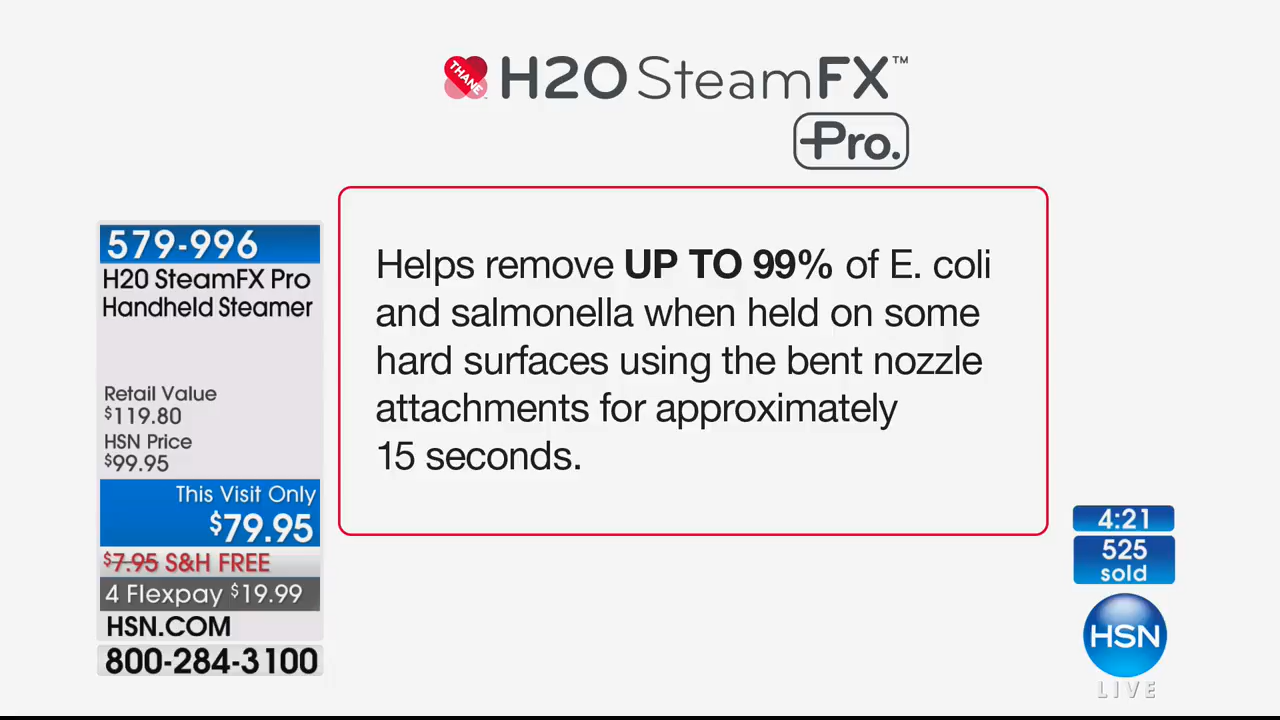 THANE H2O SteamFX™
Pro.
579-996
H20 SteamFX Pro
Handheld Steamer
Retail Value
$119.80
HSN Price
$99.95
This Visit Only
$79.95
$7.95 S&H FREE
4 Flexpay $19.99
HSN.COM
800-284-3100
Helps remove UP TO 99% of E. coli
and salmonella when held on some
hard surfaces using the bent nozzle
attachments for approximately
15 seconds.
4:21
525
sold
HSN
LIVE